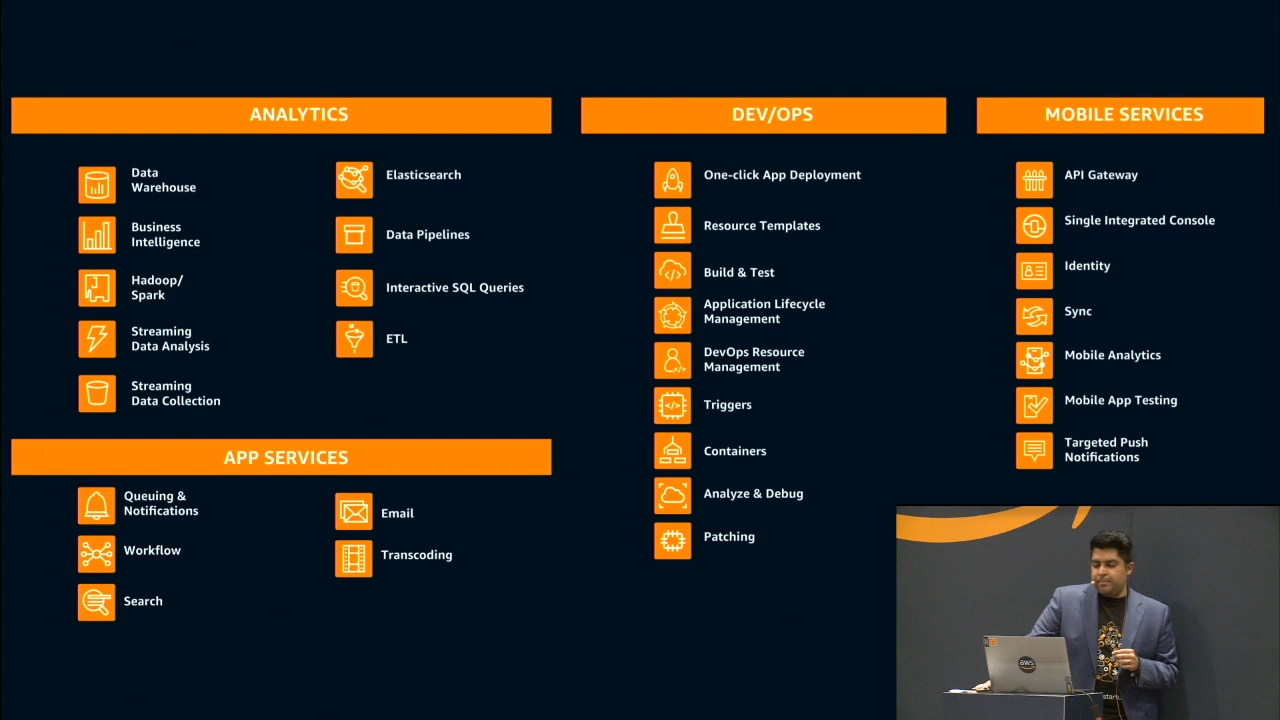 ANALYTICS
Data
Warehouse
Business
Intelligence
Hadoop/
Spark
Streaming
Data Analysis
Streaming
Data Collection
Elasticsearch
Data Pipelines
Interactive SQL Queries
ETL
APP SERVICES
Queuing &
Notifications
Workflow
Search
Email
Transcoding
DEV/OPS
One-click App Deployment
Resource Templates
Build & Test
Application Lifecycle
Management
DevOps Resource
Management
Triggers
Containers
Analyze & Debug
Patching
MOBILE SERVICES
API Gateway
Single Integrated Console
Identity
Sync
Mobile Analytics
Mobile App Testing
Targeted Push
Notifications
aws